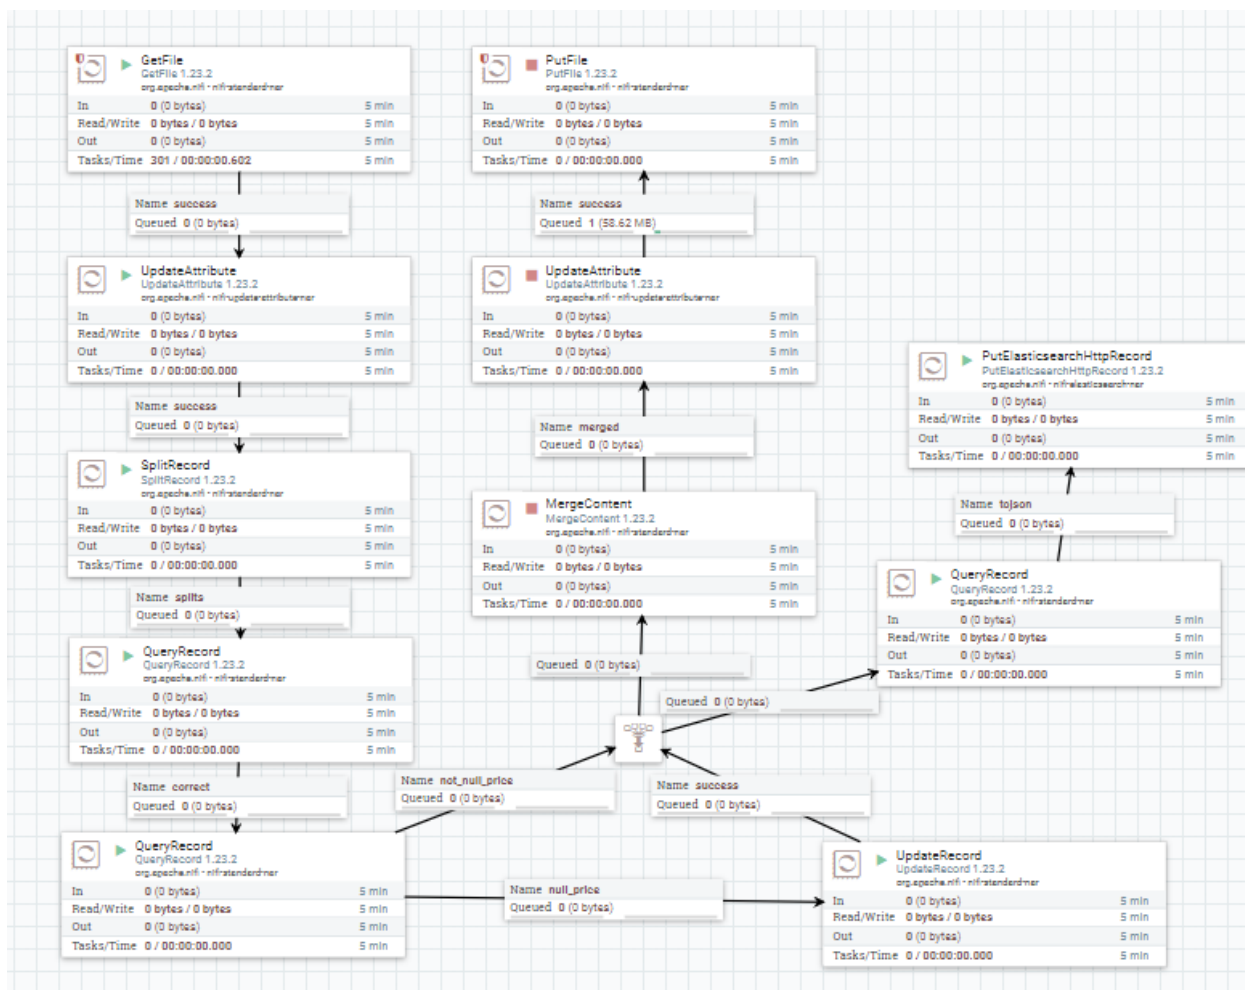 GetFile
GetFile 1.23.2
org.apache.nifi - nifi-standard-nar
In 0 (0 bytes) 5 min
Read/Write 0 bytes / 0 bytes 5 min
Out 0 (0 bytes) 5 min
Tasks/Time 301 / 00:00:00.602 5 min
Name success
Queued 0 (0 bytes)
UpdateAttribute
UpdateAttribute 1.23.2
org.apache.nifi - nifi-update-attribute-nar
In 0 (0 bytes) 5 min
Read/Write 0 bytes / 0 bytes 5 min
Out 0 (0 bytes) 5 min
Tasks/Time 0 / 00:00:00.000 5 min
Name success
Queued 0 (0 bytes)
SplitRecord
SplitRecord 1.23.2
org.apache.nifi - nifi-standard-nar
In 0 (0 bytes) 5 min
Read/Write 0 bytes / 0 bytes 5 min
Out 0 (0 bytes) 5 min
Tasks/Time 0 / 00:00:00.000 5 min
Name splits
Queued 0 (0 bytes)
QueryRecord
QueryRecord 1.23.2
org.apache.nifi - nifi-standard-nar
In 0 (0 bytes) 5 min
Read/Write 0 bytes / 0 bytes 5 min
Out 0 (0 bytes) 5 min
Tasks/Time 0 / 00:00:00.000 5 min
Name correct
Queued 0 (0 bytes)
QueryRecord
QueryRecord 1.23.2
org.apache.nifi - nifi-standard-nar
In 0 (0 bytes) 5 min
Read/Write 0 bytes / 0 bytes 5 min
Out 0 (0 bytes) 5 min
Tasks/Time 0 / 00:00:00.000 5 min
PutFile
PutFile 1.23.2
org.apache.nifi - nifi-standard-nar
In 0 (0 bytes) 5 min
Read/Write 0 bytes / 0 bytes 5 min
Out 0 (0 bytes) 5 min
Tasks/Time 0 / 00:00:00.000 5 min
Name success
Queued 1 (58.62 MB)
UpdateAttribute
UpdateAttribute 1.23.2
org.apache.nifi - nifi-update-attribute-nar
In 0 (0 bytes) 5 min
Read/Write 0 bytes / 0 bytes 5 min
Out 0 (0 bytes) 5 min
Tasks/Time 0 / 00:00:00.000 5 min
Name merged
Queued 0 (0 bytes)
MergeContent
MergeContent 1.23.2
org.apache.nifi - nifi-standard-nar
In 0 (0 bytes) 5 min
Read/Write 0 bytes / 0 bytes 5 min
Out 0 (0 bytes) 5 min
Tasks/Time 0 / 00:00:00.000 5 min
Queued 0 (0 bytes)
Queued 0 (0 bytes)
Name not_null_price
Queued 0 (0 bytes)
Name success
Queued 0 (0 bytes)
Name null_price
Queued 0 (0 bytes)
PutElasticsearchHttpRecord
PutElasticsearchHttpRecord 1.23.2
org.apache.nifi - nifi-elasticsearch-nar
In 0 (0 bytes) 5 min
Read/Write 0 bytes / 0 bytes 5 min
Out 0 (0 bytes) 5 min
Tasks/Time 0 / 00:00:00.000 5 min
Name tojson
Queued 0 (0 bytes)
QueryRecord
QueryRecord 1.23.2
org.apache.nifi - nifi-standard-nar
In 0 (0 bytes) 5 min
Read/Write 0 bytes / 0 bytes 5 min
Out 0 (0 bytes) 5 min
Tasks/Time 0 / 00:00:00.000 5 min
UpdateRecord
UpdateRecord 1.23.2
org.apache.nifi - nifi-standard-nar
In 0 (0 bytes) 5 min
Read/Write 0 bytes / 0 bytes 5 min
Out 0 (0 bytes) 5 min
Tasks/Time 0 / 00:00:00.000 5 min